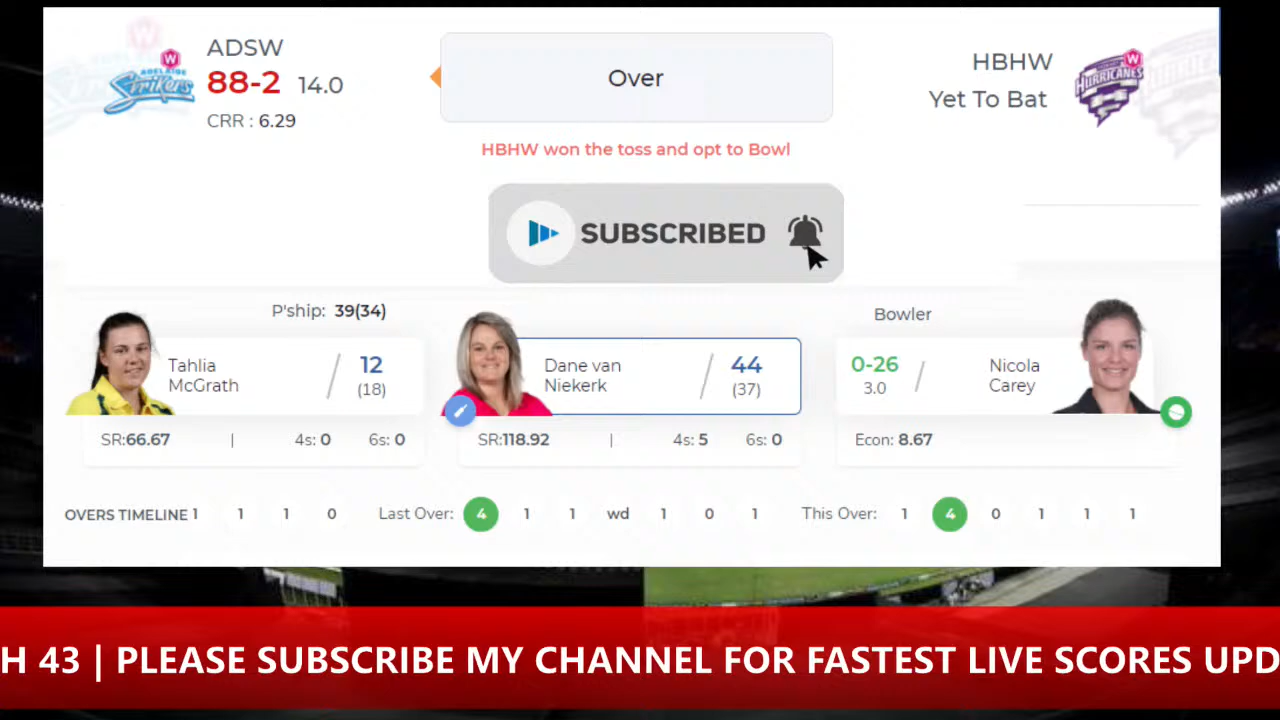 ADSW
88-2 14.0
CRR : 6.29
W
ADELAIDE
Strikers
Over
HBHW
Yet To Bat
W
HURRICANES
HBHW won the toss and opt to Bowl
SUBSCRIBED
P'ship: 39(34)
Tahlia McGrath
12
(18)
SR:66.67 | 4s: 0 6s: 0
Dane van Niekerk
44
(37)
SR:118.92 | 4s: 5 6s: 0
Bowler
0-26
3.0
Nicola Carey
Econ: 8.67
OVERS TIMELINE 1 1 1 0 Last Over: 4 1 1 wd 1 0 1 This Over: 1 4 0 1 1 1
H 43 | PLEASE SUBSCRIBE MY CHANNEL FOR FASTEST LIVE SCORES UPD